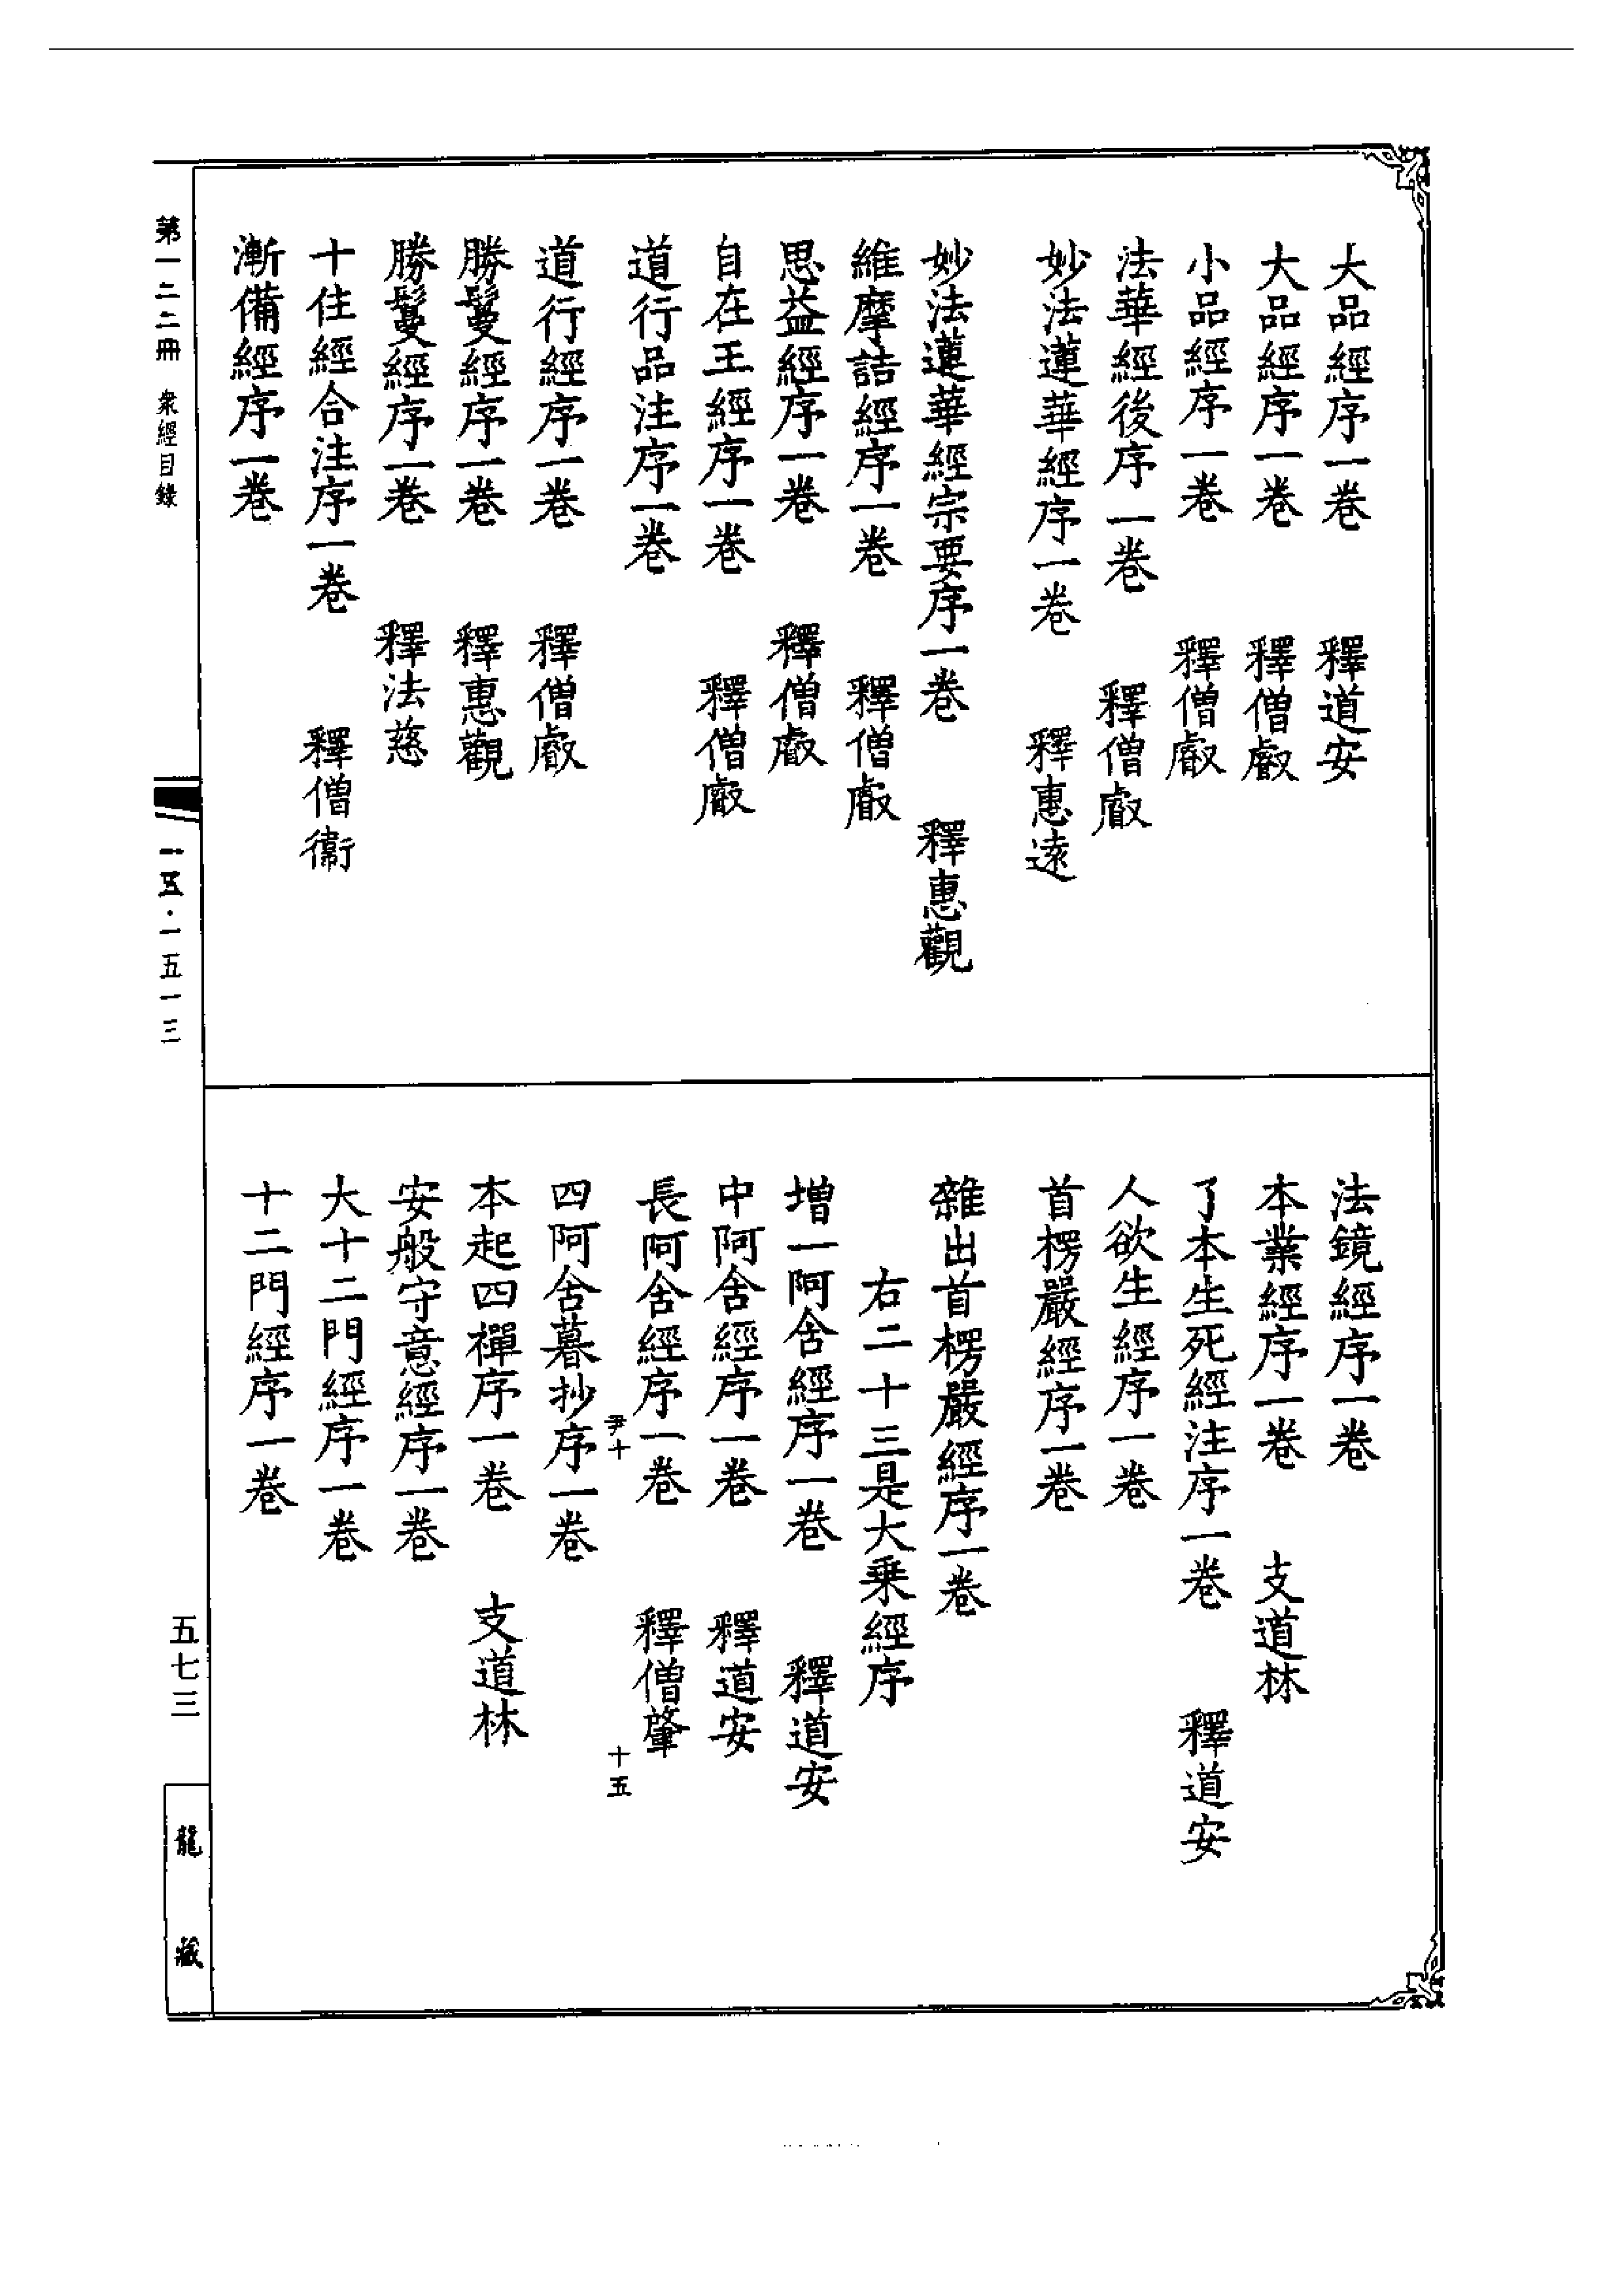 大品經序一卷　釋道安
大品經序一卷　釋僧叡
小品經序一卷　釋僧叡
法華經後序一卷　釋僧叡
妙法蓮華經序一卷　釋惠遠
妙法蓮華經宗要序一卷　釋惠觀
維摩詰經序一卷　釋僧叡
思益經序一卷　釋僧叡
自在王經序一卷　釋僧叡
道行品注序一卷
道行經序一卷　釋僧叡
勝鬘經序一卷　釋惠觀
勝鬘經序一卷　釋法慈
十住經合注序一卷　釋僧衞
漸備經序一卷
法鏡經序一卷
本業經序一卷　支道林
了本生死經注序一卷　釋道安
人欲生經序一卷
首楞嚴經序一卷
雜出首楞嚴經序一卷
右二十三是大乗經序
増一阿含經序一卷　釋道安
中阿含經序一卷　釋道安
長阿含經序一卷　釋僧肇
尹十　十五
四阿含暮抄序一卷
本起四禪序一卷　支道林
安般守意經序一卷
大十二門經序一卷
十二門經序一卷
第一二二冊　衆經目錄
一五·一五一三
五七三
龍藏